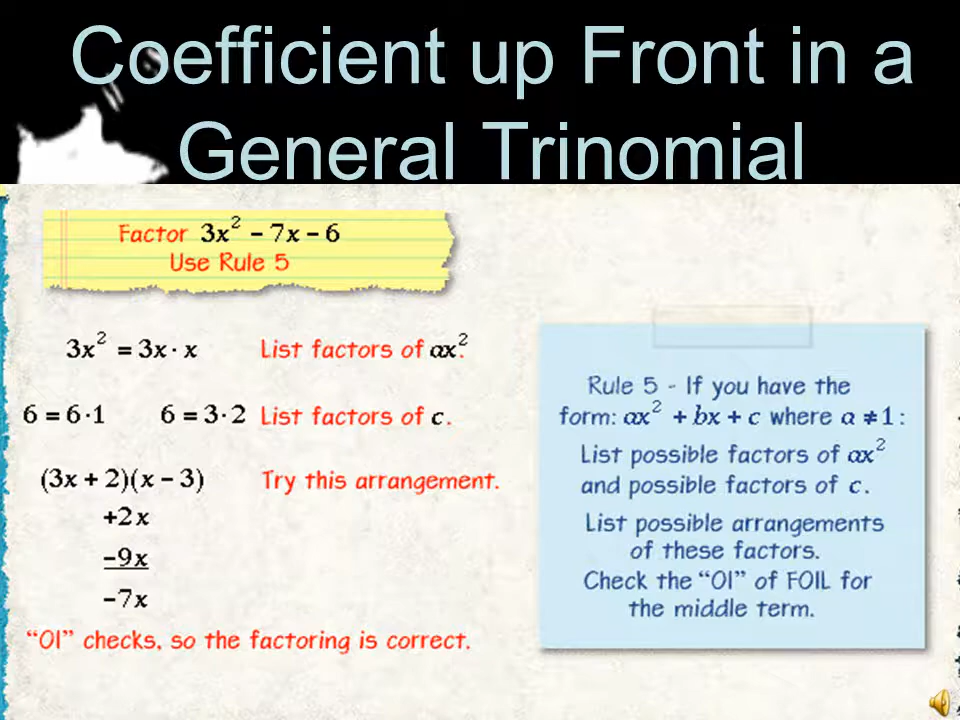 Coefficient up Front in a
General Trinomial
Factor 3x² − 7x − 6
Use Rule 5
3x² = 3x · x List factors of ax².
6 = 6 · 1 6 = 3 · 2 List factors of c.
(3x + 2)(x − 3) Try this arrangement.
+2x
−9x
−7x
"OI" checks, so the factoring is correct.
Rule 5 - If you have the
form: ax² + bx + c where a ≠ 1 :
List possible factors of ax²
and possible factors of c.
List possible arrangements
of these factors.
Check the "OI" of FOIL for
the middle term.